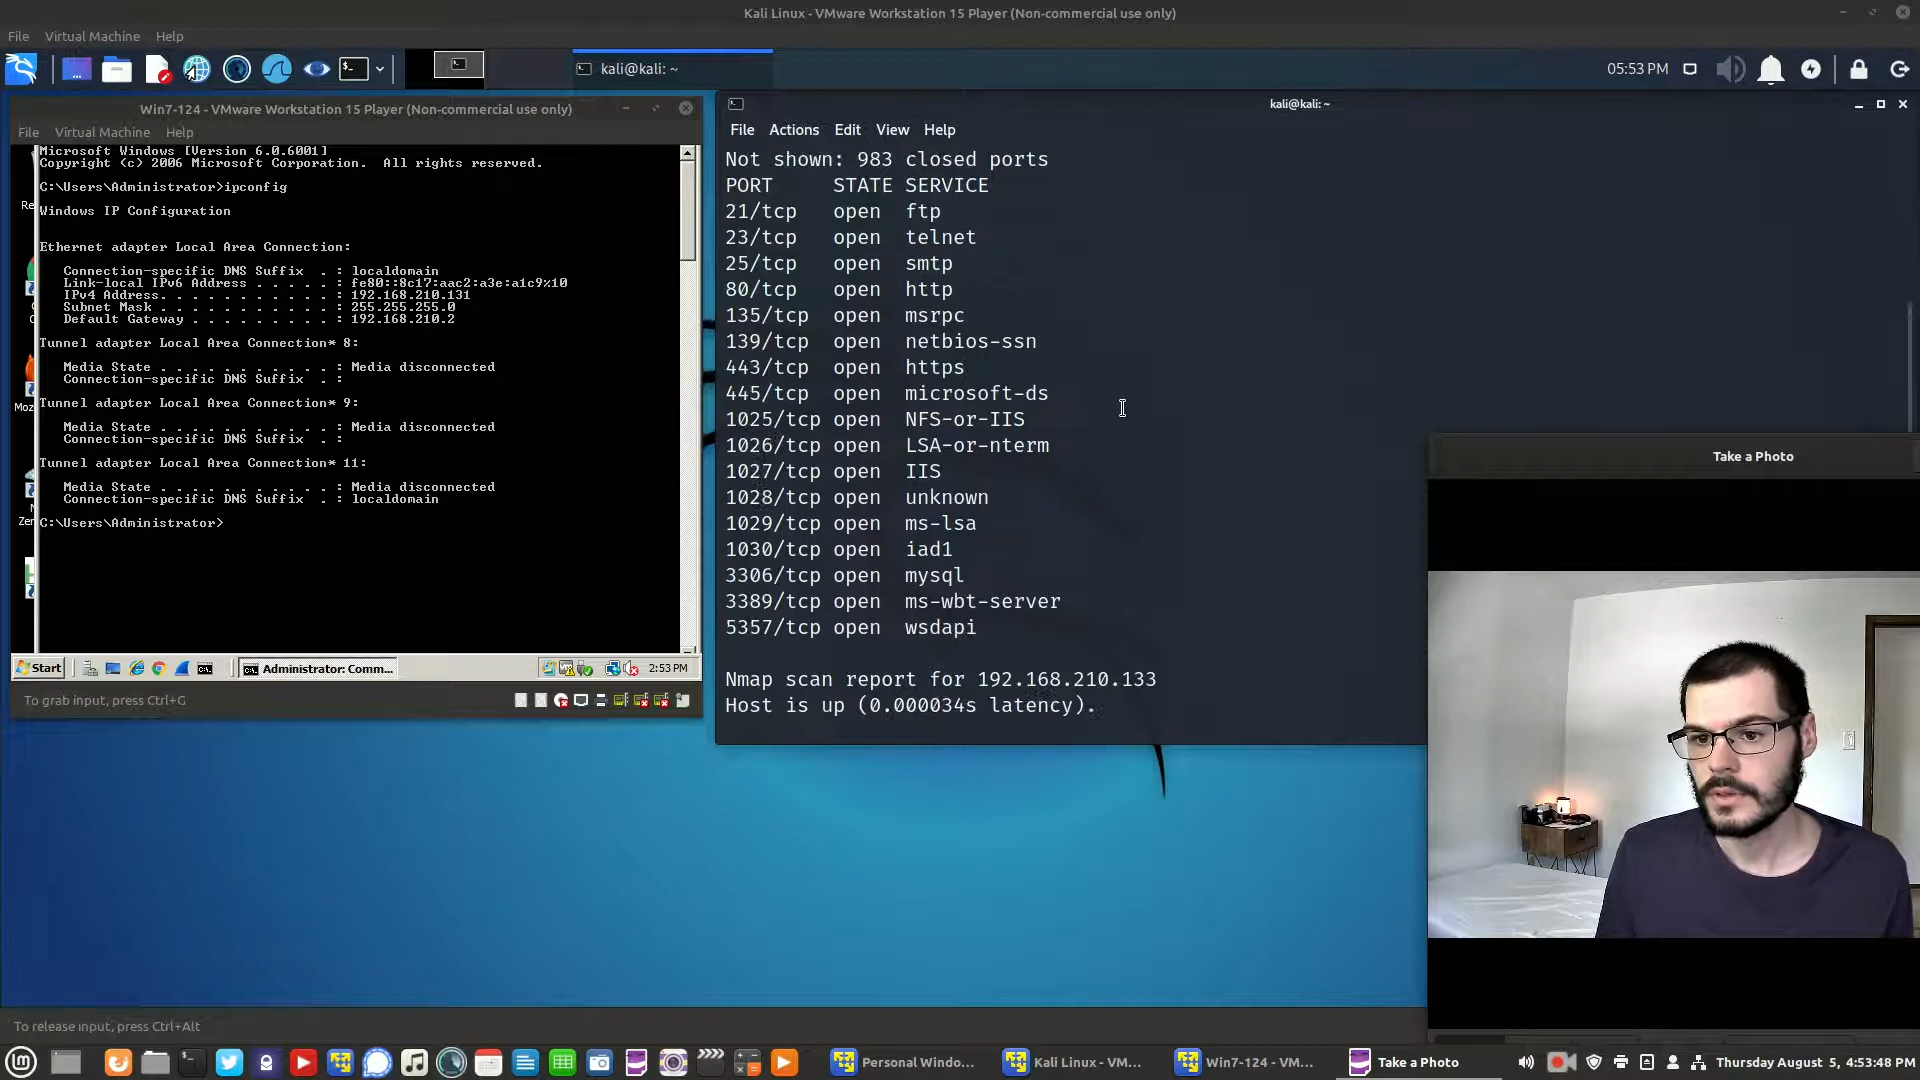 Kali Linux - VMware Workstation 15 Player (Non-commercial use only)
File Virtual Machine Help
kali@kali: ~
05:53 PM
Win7-124 - VMware Workstation 15 Player (Non-commercial use only)
File Virtual Machine Help
Microsoft Windows [Version 6.0.6001]
Copyright (c) 2006 Microsoft Corporation. All rights reserved.
C:\Users\Administrator>ipconfig
Windows IP Configuration
Ethernet adapter Local Area Connection:
Connection-specific DNS Suffix . : localdomain
Link-local IPv6 Address . . . . . : fe80::8c17:aac2:a3e:a1c9%10
IPv4 Address. . . . . . . . . . . : 192.168.210.131
Subnet Mask . . . . . . . . . . . : 255.255.255.0
Default Gateway . . . . . . . . . : 192.168.210.2
Tunnel adapter Local Area Connection* 8:
Media State . . . . . . . . . . . : Media disconnected
Connection-specific DNS Suffix . :
Tunnel adapter Local Area Connection* 9:
Media State . . . . . . . . . . . : Media disconnected
Connection-specific DNS Suffix . :
Tunnel adapter Local Area Connection* 11:
Media State . . . . . . . . . . . : Media disconnected
Connection-specific DNS Suffix . : localdomain
C:\Users\Administrator>
Start
Administrator: Comm...
2:53 PM
To grab input, press Ctrl+G
kali@kali: ~
File Actions Edit View Help
Not shown: 983 closed ports
PORT STATE SERVICE
21/tcp open ftp
23/tcp open telnet
25/tcp open smtp
80/tcp open http
135/tcp open msrpc
139/tcp open netbios-ssn
443/tcp open https
445/tcp open microsoft-ds
1025/tcp open NFS-or-IIS
1026/tcp open LSA-or-nterm
1027/tcp open IIS
1028/tcp open unknown
1029/tcp open ms-lsa
1030/tcp open iad1
3306/tcp open mysql
3389/tcp open ms-wbt-server
5357/tcp open wsdapi
Nmap scan report for 192.168.210.133
Host is up (0.000034s latency).
Take a Photo
To release input, press Ctrl+Alt
Personal Windo...
Kali Linux - VM...
Win7-124 - VM...
Take a Photo
Thursday August 5, 4:53:48 PM